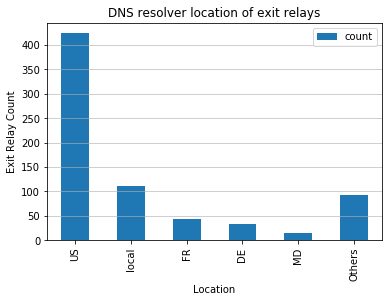 DNS resolver location of exit relays
count
Exit Relay Count
400
350
300
250
200
150
100
50
0
US
local
FR
DE
MD
Others
Location